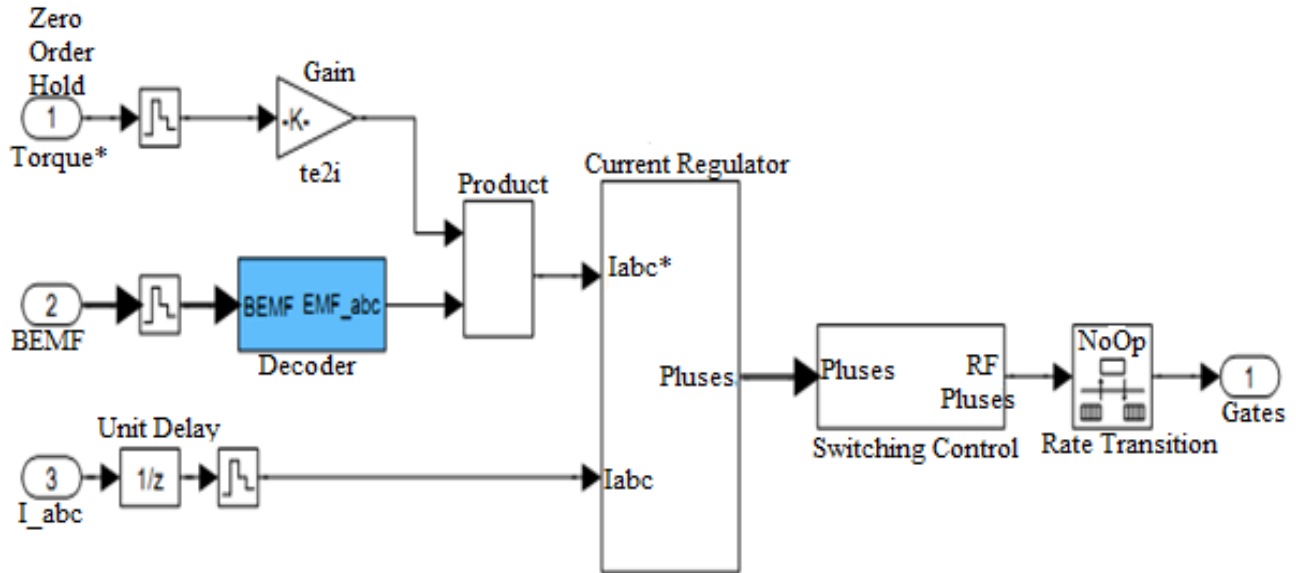 Zero
Order
Hold
1
Torque*
Gain
-K-
te2i
Product
Current Regulator
Iabc*
Pluses
Iabc
2
BEMF
BEMF EMF_abc
Decoder
Unit Delay
3
I_abc
1/z
Pluses
RF
Pluses
Switching Control
NoOp
Rate Transition
1
Gates